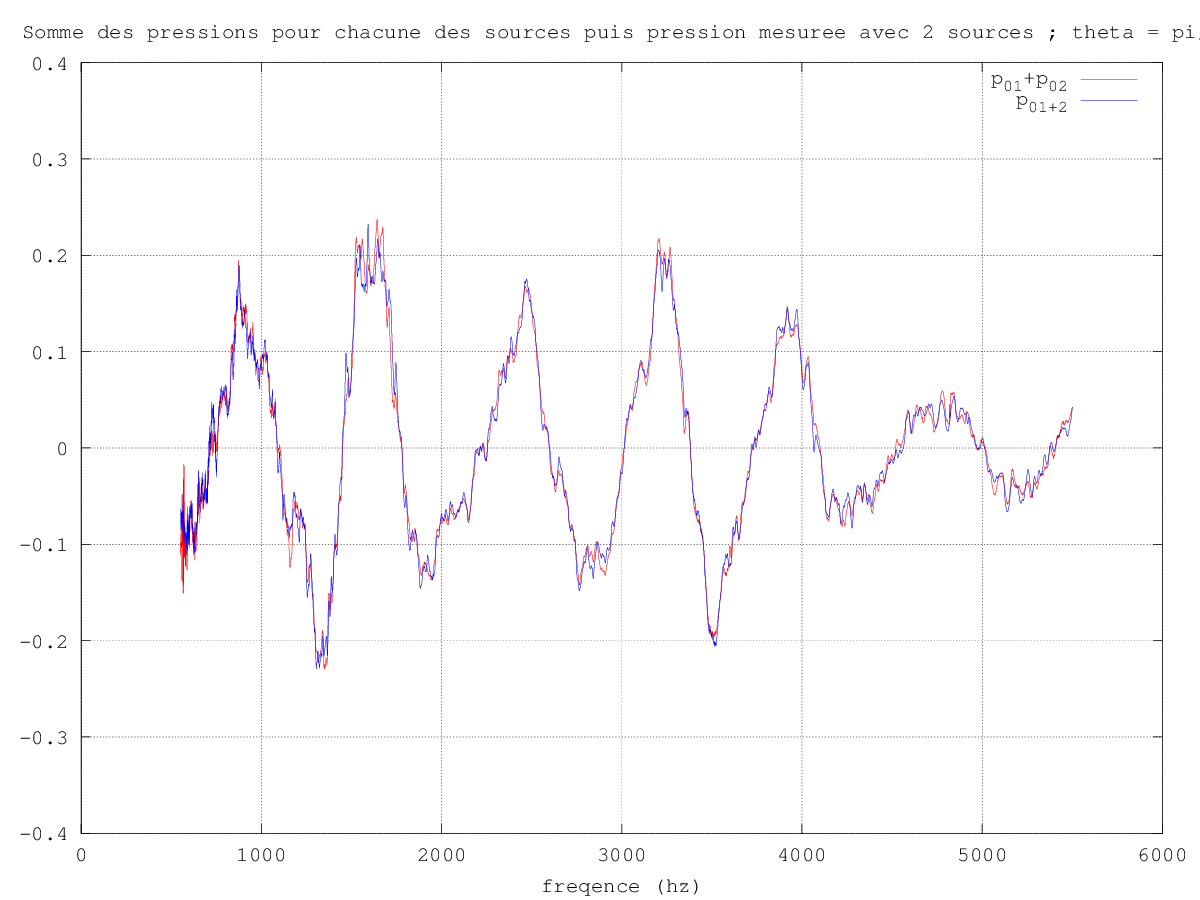 Somme des pressions pour chacune des sources puis pression mesuree avec 2 sources ; theta = pi
0.4
p01+p02
p01+2
0.3
0.2
0.1
0
-0.1
-0.2
-0.3
-0.4
0 1000 2000 3000 4000 5000 6000
freqence (hz)